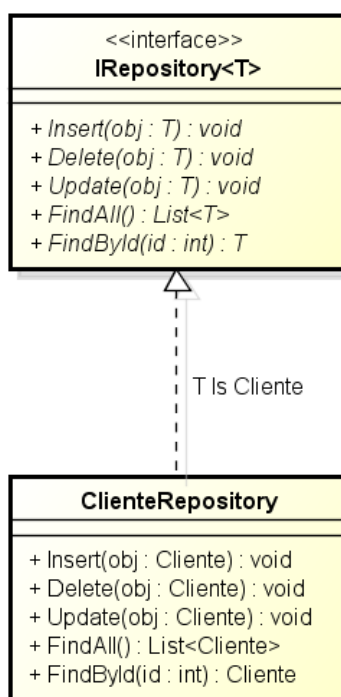 <<interface>>
IRepository<T>
+ Insert(obj : T) : void
+ Delete(obj : T) : void
+ Update(obj : T) : void
+ FindAll() : List<T>
+ FindById(id : int) : T
T Is Cliente
ClienteRepository
+ Insert(obj : Cliente) : void
+ Delete(obj : Cliente) : void
+ Update(obj : Cliente) : void
+ FindAll() : List<Cliente>
+ FindById(id : int) : Cliente